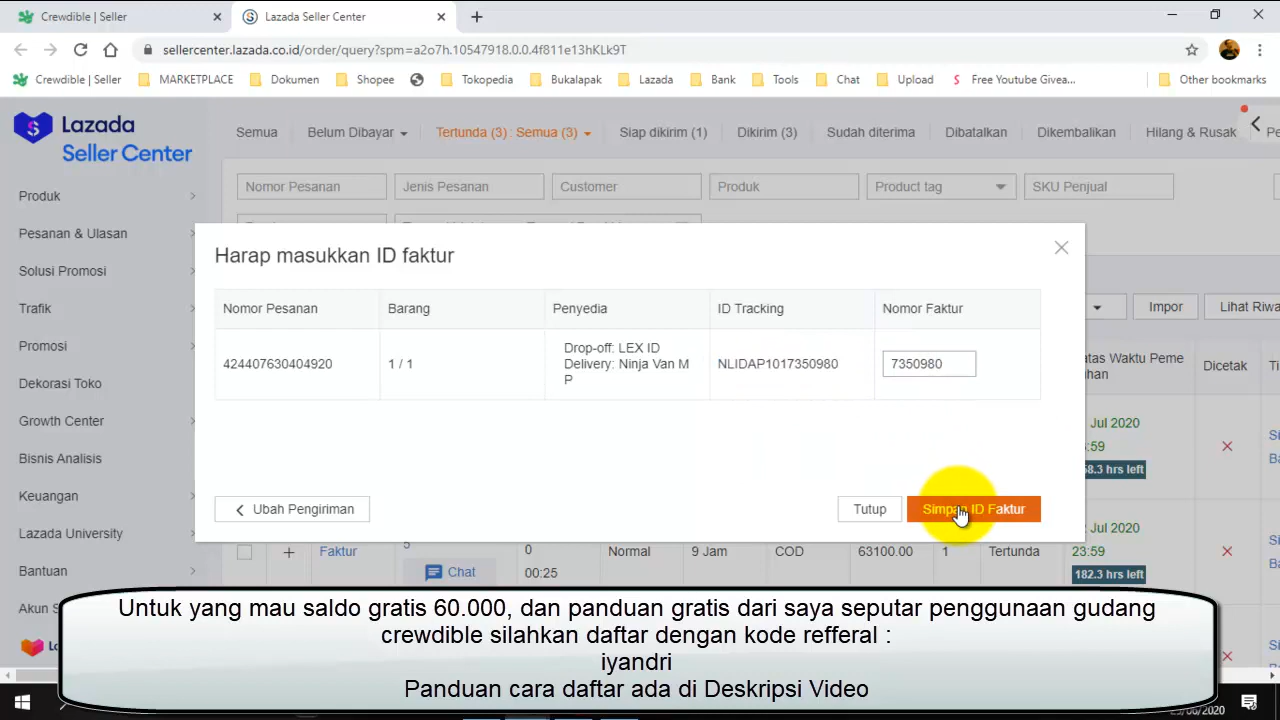 Crewdible | Seller
Lazada Seller Center
sellercenter.lazada.co.id/order/query?spm=a2o7h.10547918.0.0.4f811e13hKLk9T
Crewdible | Seller MARKETPLACE Dokumen Shopee Tokopedia Bukalapak Lazada Bank Tools Chat Upload Free Youtube Givea... Other bookmarks
Lazada
Seller Center
Semua Belum Dibayar Tertunda (3) : Semua (3) Siap dikirim (1) Dikirim (3) Sudah diterima Dibatalkan Dikembalikan Hilang & Rusak
Nomor Pesanan Jenis Pesanan Customer Produk Product tag SKU Penjual
Produk
Pesanan & Ulasan
Solusi Promosi
Trafik
Promosi
Dekorasi Toko
Growth Center
Bisnis Analisis
Keuangan
Lazada University
Bantuan
Akun
Impor Lihat Riwa
Dicetak
Harap masukkan ID faktur
Nomor Pesanan Barang Penyedia ID Tracking Nomor Faktur
424407630404920 1 / 1 Drop-off: LEX ID NLIDAP1017350980 7350980
Delivery: Ninja Van M
P
Ubah Pengiriman Tutup Simpan ID Faktur
Jul 2020
:59
8.3 hrs left
Jul 2020
Faktur 5 0 Normal 9 Jam COD 63100.00 1 Tertunda 23:59
Chat 00:25 182.3 hrs left
Untuk yang mau saldo gratis 60.000, dan panduan gratis dari saya seputar penggunaan gudang
crewdible silahkan daftar dengan kode refferal :
iyandri
Panduan cara daftar ada di Deskripsi Video